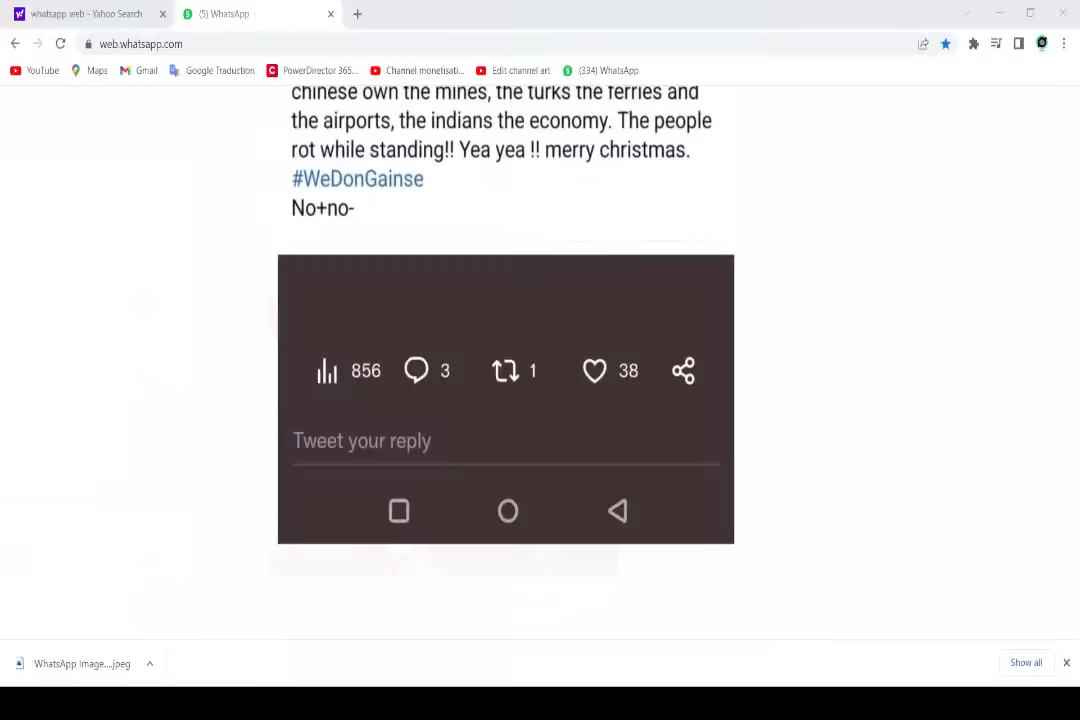 whatsapp web - Yahoo Search
(5) WhatsApp
web.whatsapp.com
YouTube
Maps
Gmail
Google Traduction
PowerDirector 365...
Channel monetisati...
Edit channel art
(334) WhatsApp
chinese own the mines, the turks the ferries and
the airports, the indians the economy. The people
rot while standing!! Yea yea !! merry christmas.
#WeDonGainse
No+no-
856
3
1
38
Tweet your reply
WhatsApp Image....jpeg
Show all